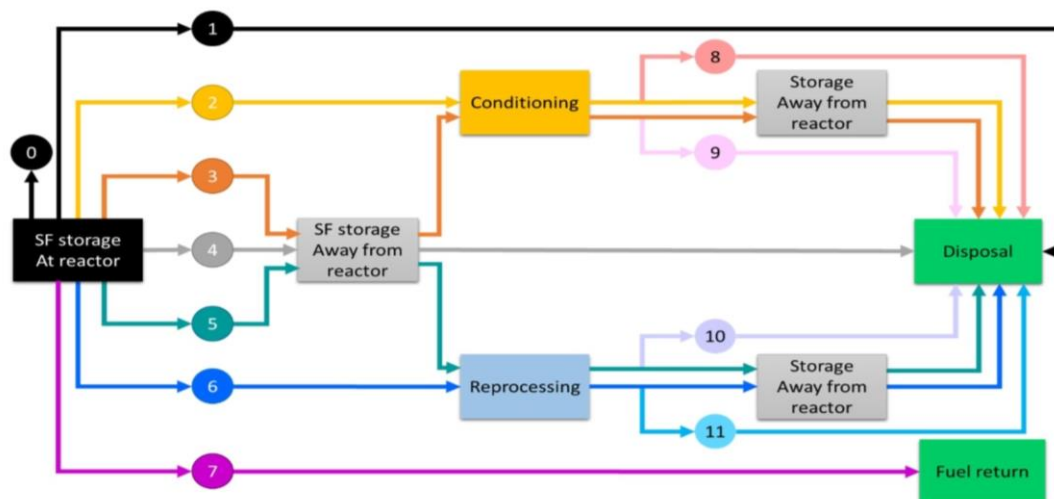 1
2
Conditioning
8
Storage
Away from
reactor
0
3
9
SF storage
At reactor
4
SF storage
Away from
reactor
Disposal
5
10
6
Reprocessing
Storage
Away from
reactor
11
7
Fuel return